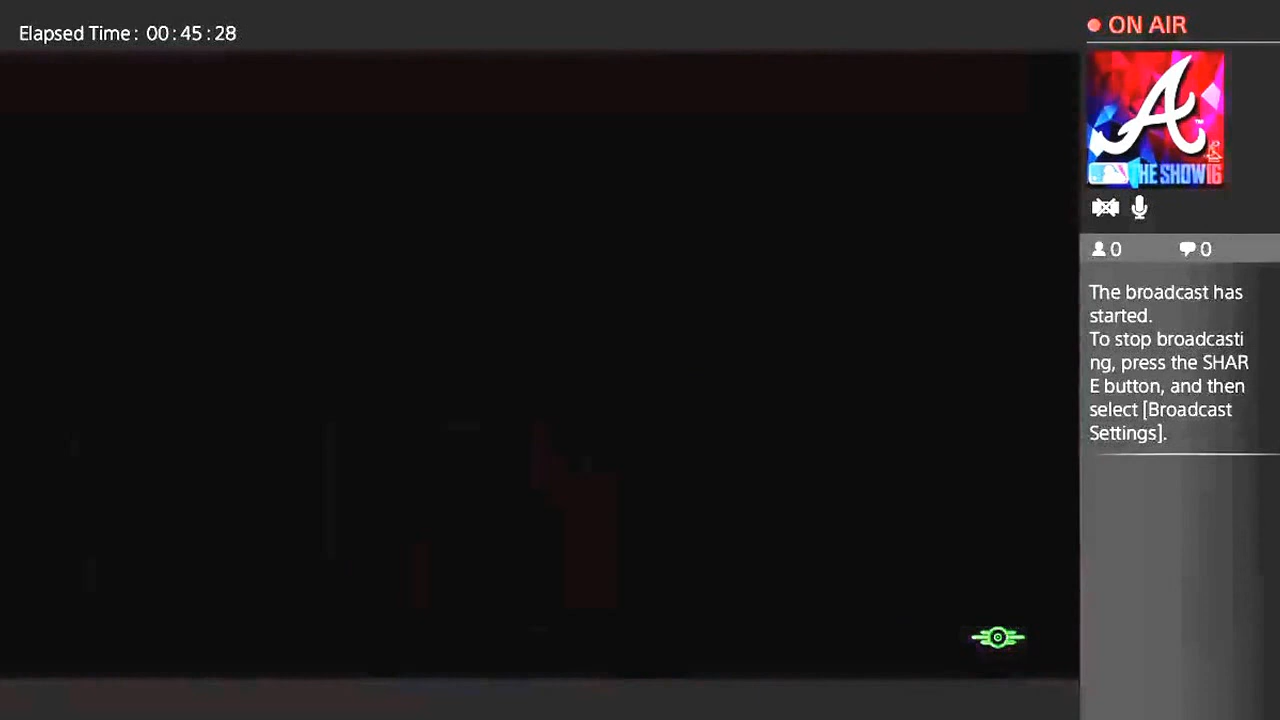 Elapsed Time: 00:45:28
ON AIR
A
THE SHOW16
0 0
The broadcast has
started.
To stop broadcasti
ng, press the SHAR
E button, and then
select [Broadcast
Settings].